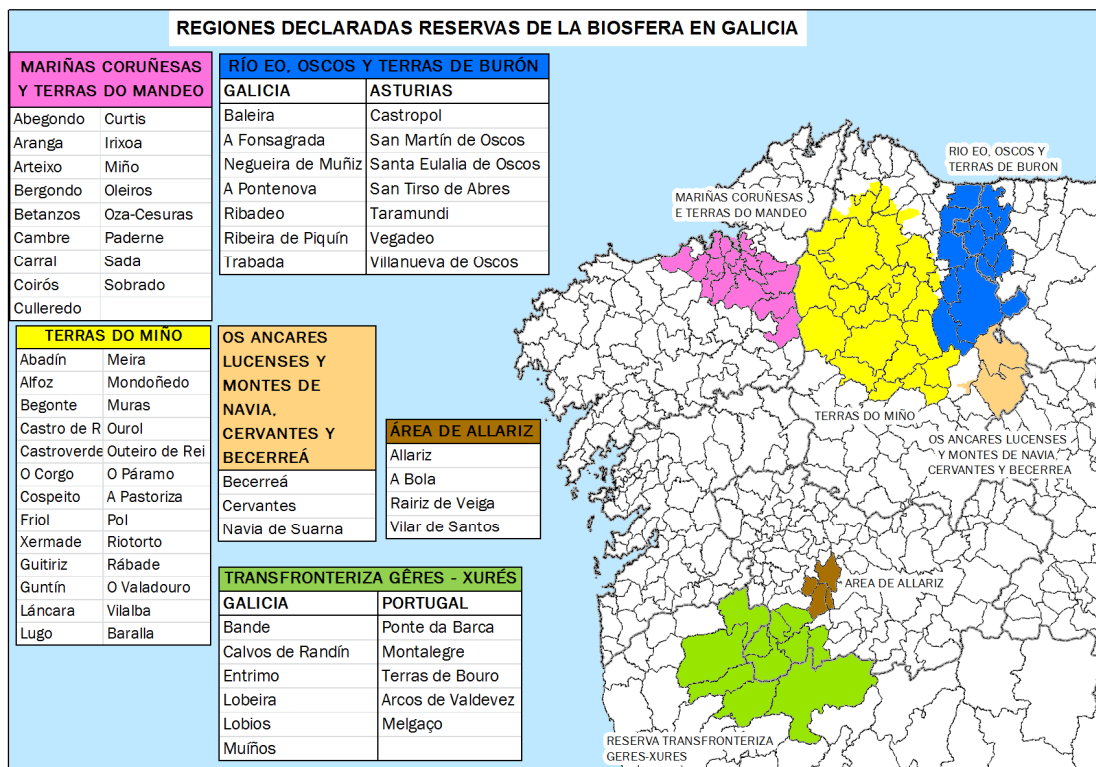 REGIONES DECLARADAS RESERVAS DE LA BIOSFERA EN GALICIA
MARIÑAS CORUÑESAS
Y TERRAS DO MANDEO
Abegondo Curtis
Aranga Irixoa
Arteixo Miño
Bergondo Oleiros
Betanzos Oza-Cesuras
Cambre Paderne
Carral Sada
Coirós Sobrado
Culleredo
RÍO EO, OSCOS Y TERRAS DE BURÓN
GALICIA ASTURIAS
Baleira Castropol
A Fonsagrada San Martín de Oscos
Negueira de Muñiz Santa Eulalia de Oscos
A Pontenova San Tirso de Abres
Ribadeo Taramundi
Ribeira de Piquín Vegadeo
Trabada Villanueva de Oscos
TERRAS DO MIÑO
Abadín Meira
Alfoz Mondoñedo
Begonte Muras
Castro de R Ourol
Castroverde Outeiro de Rei
O Corgo O Páramo
Cospeito A Pastoriza
Friol Pol
Xermade Riotorto
Guitiriz Rábade
Guntín O Valadouro
Láncara Vilalba
Lugo Baralla
OS ANCARES
LUCENSES Y
MONTES DE
NAVIA,
CERVANTES Y
BECERREÁ
Becerreá
Cervantes
Navia de Suarna
ÁREA DE ALLARIZ
Allariz
A Bola
Rairiz de Veiga
Vilar de Santos
TRANSFRONTERIZA GÊRES - XURÉS
GALICIA PORTUGAL
Bande Ponte da Barca
Calvos de Randín Montalegre
Entrimo Terras de Bouro
Lobeira Arcos de Valdevez
Lobios Melgaço
Muíños
RIO EO, OSCOS Y
TERRAS DE BURON
MARIÑAS CORUÑESAS
E TERRAS DO MANDEO
TERRAS DO MIÑO
OS ANCARES LUCENSES
Y MONTES DE NAVIA,
CERVANTES Y BECERREA
AREA DE ALLARIZ
RESERVA TRANSFRONTERIZA
GERES-XURES